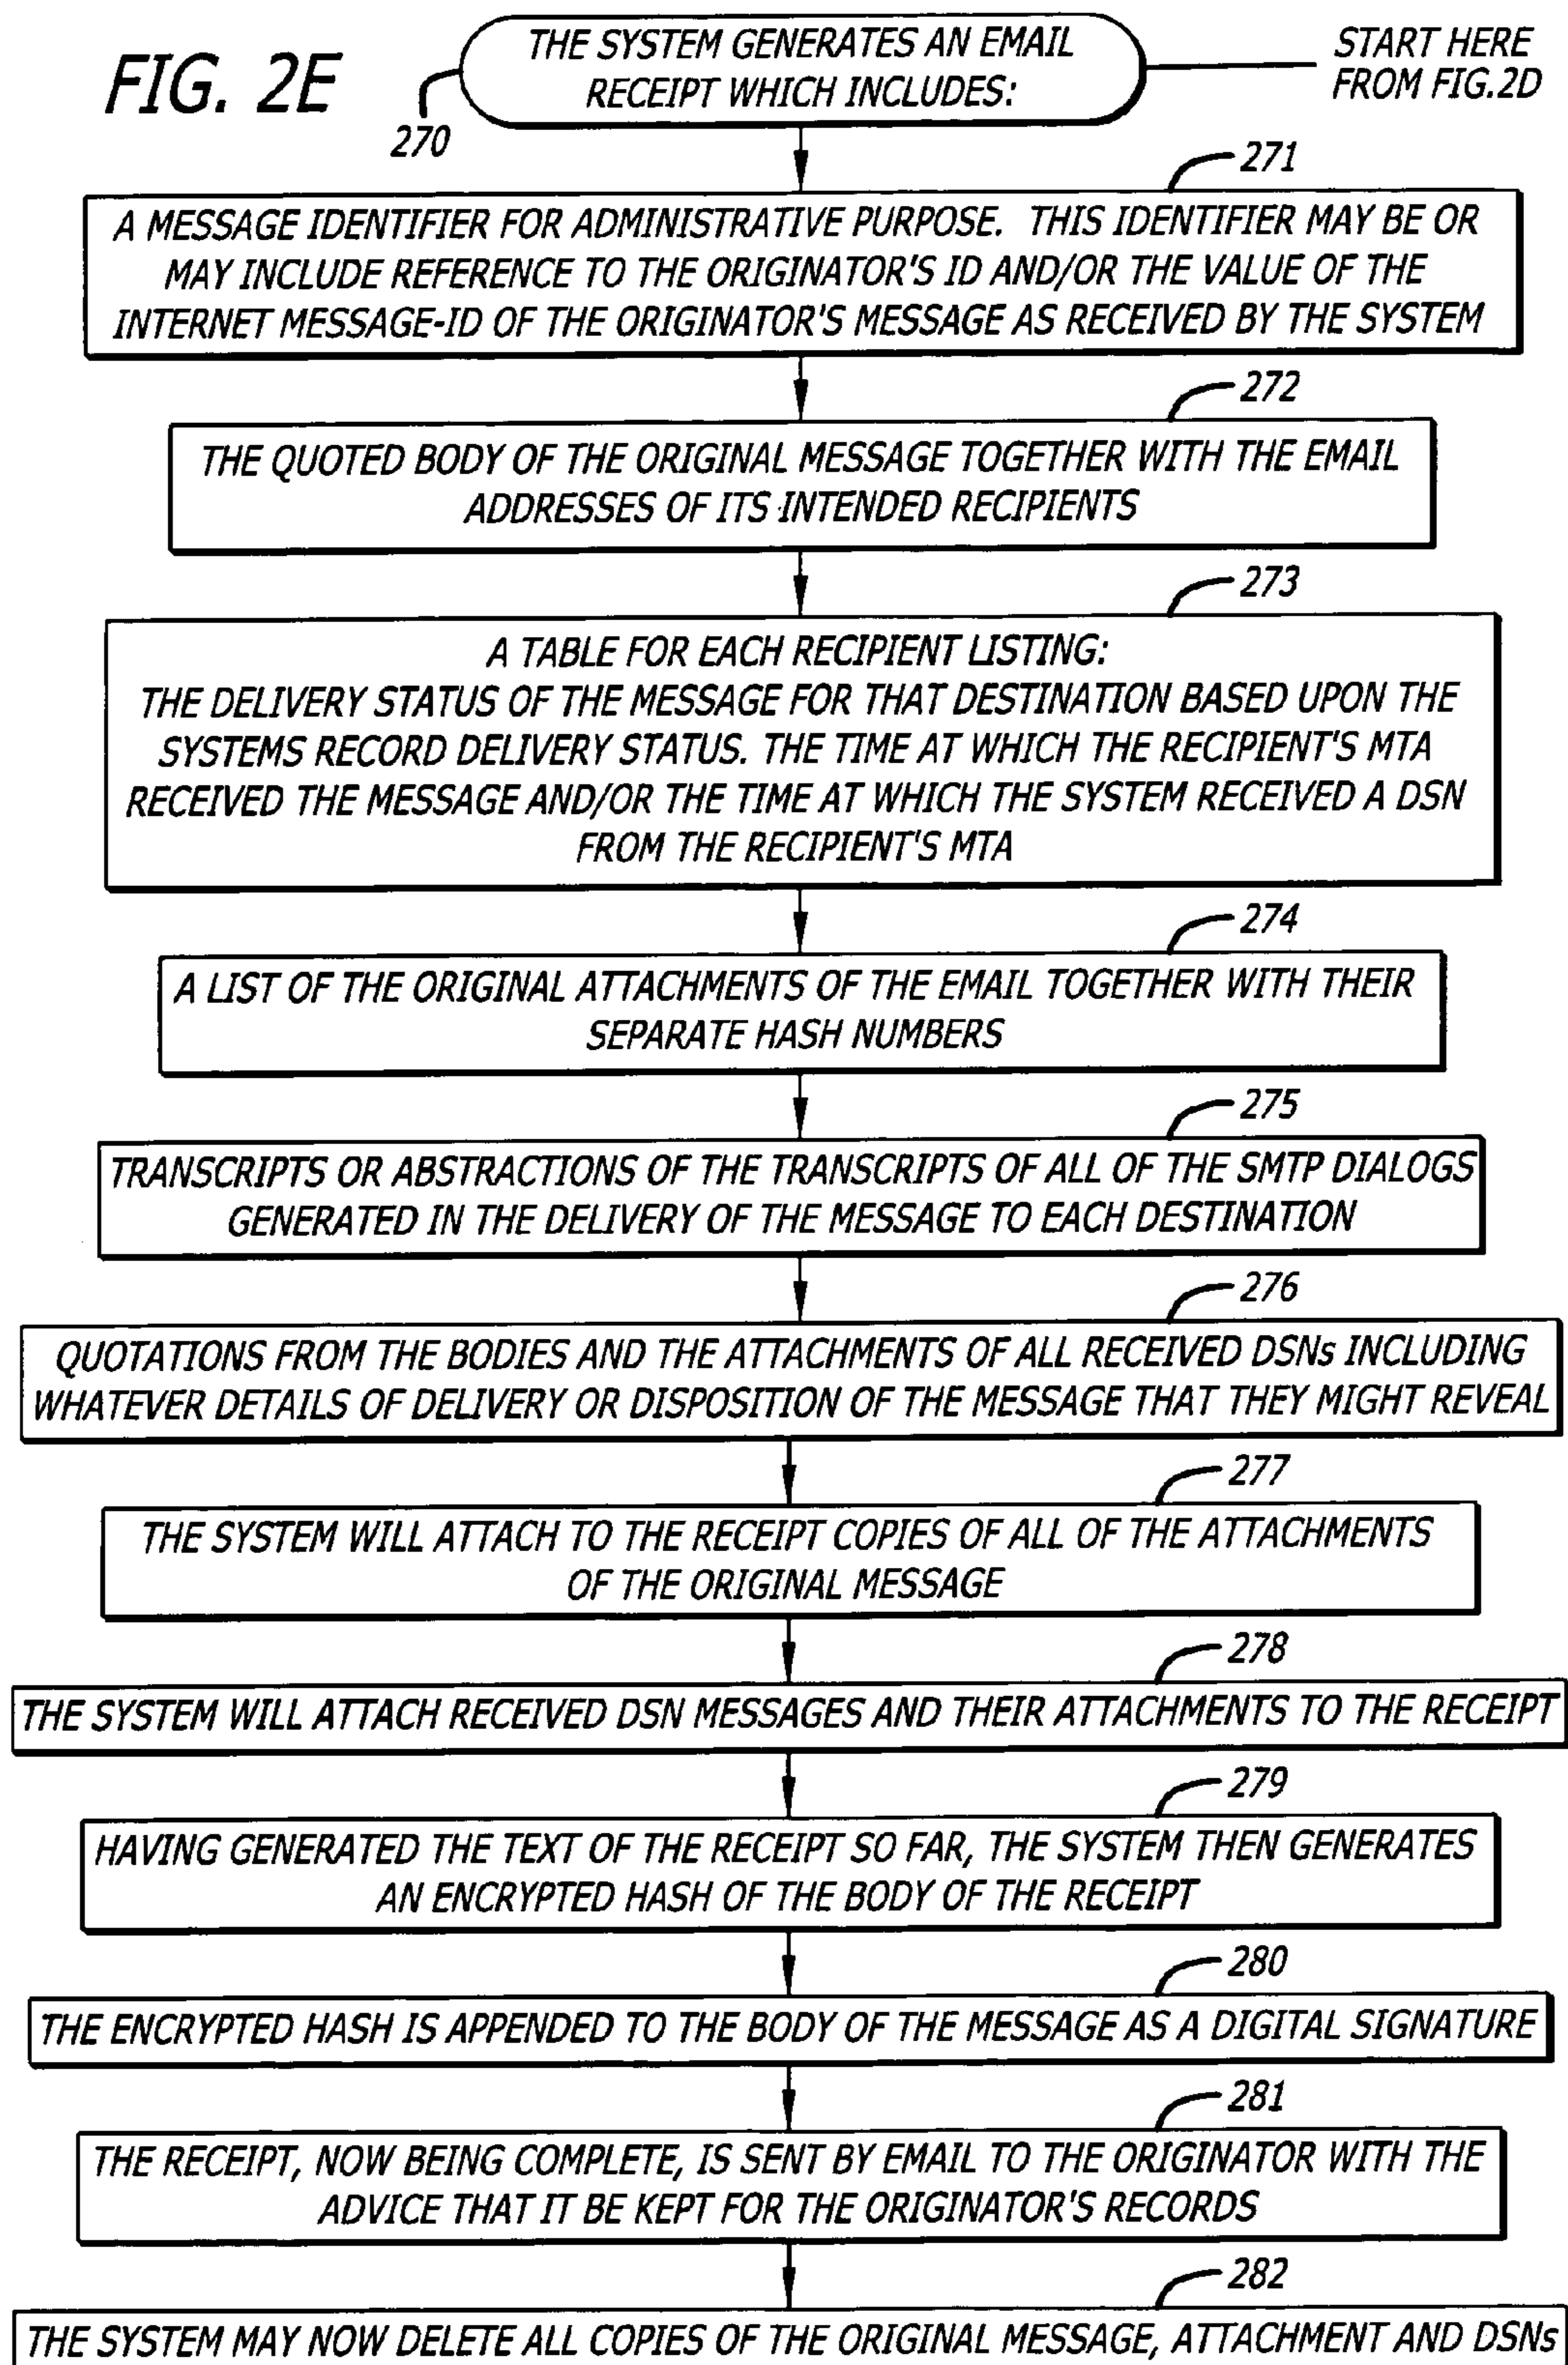 FIG. 2E
THE SYSTEM GENERATES AN EMAIL
RECEIPT WHICH INCLUDES:
START HERE
FROM FIG.2D
270
271
A MESSAGE IDENTIFIER FOR ADMINISTRATIVE PURPOSE. THIS IDENTIFIER MAY BE OR
MAY INCLUDE REFERENCE TO THE ORIGINATOR'S ID AND/OR THE VALUE OF THE
INTERNET MESSAGE-ID OF THE ORIGINATOR'S MESSAGE AS RECEIVED BY THE SYSTEM
272
THE QUOTED BODY OF THE ORIGINAL MESSAGE TOGETHER WITH THE EMAIL
ADDRESSES OF ITS INTENDED RECIPIENTS
273
A TABLE FOR EACH RECIPIENT LISTING:
THE DELIVERY STATUS OF THE MESSAGE FOR THAT DESTINATION BASED UPON THE
SYSTEMS RECORD DELIVERY STATUS. THE TIME AT WHICH THE RECIPIENT'S MTA
RECEIVED THE MESSAGE AND/OR THE TIME AT WHICH THE SYSTEM RECEIVED A DSN
FROM THE RECIPIENT'S MTA
274
A LIST OF THE ORIGINAL ATTACHMENTS OF THE EMAIL TOGETHER WITH THEIR
SEPARATE HASH NUMBERS
275
TRANSCRIPTS OR ABSTRACTIONS OF THE TRANSCRIPTS OF ALL OF THE SMTP DIALOGS
GENERATED IN THE DELIVERY OF THE MESSAGE TO EACH DESTINATION
276
QUOTATIONS FROM THE BODIES AND THE ATTACHMENTS OF ALL RECEIVED DSNs INCLUDING
WHATEVER DETAILS OF DELIVERY OR DISPOSITION OF THE MESSAGE THAT THEY MIGHT REVEAL
277
THE SYSTEM WILL ATTACH TO THE RECEIPT COPIES OF ALL OF THE ATTACHMENTS
OF THE ORIGINAL MESSAGE
278
THE SYSTEM WILL ATTACH RECEIVED DSN MESSAGES AND THEIR ATTACHMENTS TO THE RECEIPT
279
HAVING GENERATED THE TEXT OF THE RECEIPT SO FAR, THE SYSTEM THEN GENERATES
AN ENCRYPTED HASH OF THE BODY OF THE RECEIPT
280
THE ENCRYPTED HASH IS APPENDED TO THE BODY OF THE MESSAGE AS A DIGITAL SIGNATURE
281
THE RECEIPT, NOW BEING COMPLETE, IS SENT BY EMAIL TO THE ORIGINATOR WITH THE
ADVICE THAT IT BE KEPT FOR THE ORIGINATOR'S RECORDS
282
THE SYSTEM MAY NOW DELETE ALL COPIES OF THE ORIGINAL MESSAGE, ATTACHMENT AND DSNs